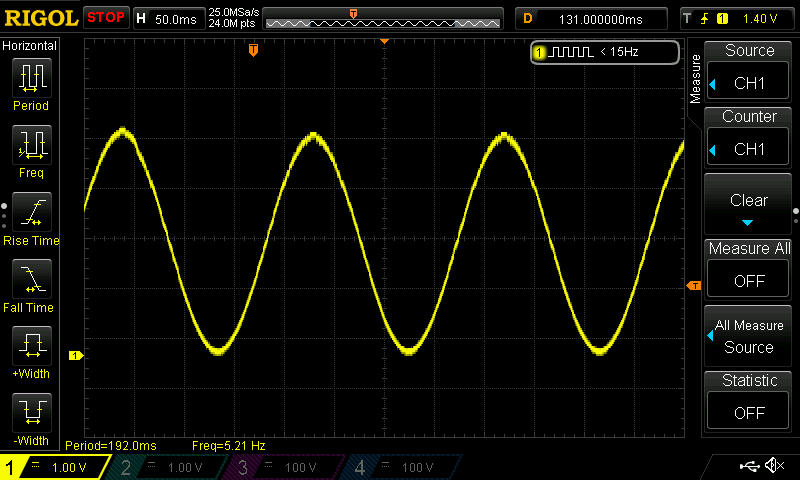 RIGOL STOP H 50.0ms 25.0MSa/s 24.0M pts D 131.000000ms T 1 1.40 V
Horizontal
T
1 < 15Hz
Measure
Source
CH1
Period
Counter
CH1
Freq
Clear
Rise Time
Measure All
OFF
T
Fall Time
All Measure
Source
1
+Width
Statistic
OFF
-Width
Period=192.0ms Freq=5.21 Hz
1 = 1.00 V 2 = 1.00 V 3 = 100 V 4 = 100 V